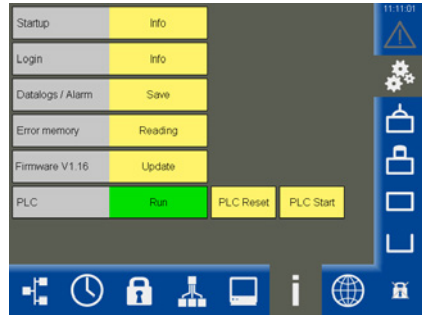 11:11:01
Startup Info
Login Info
Datalogs / Alarm Save
Error memory Reading
Firmware V1.16 Update
PLC Run PLC Reset PLC Start